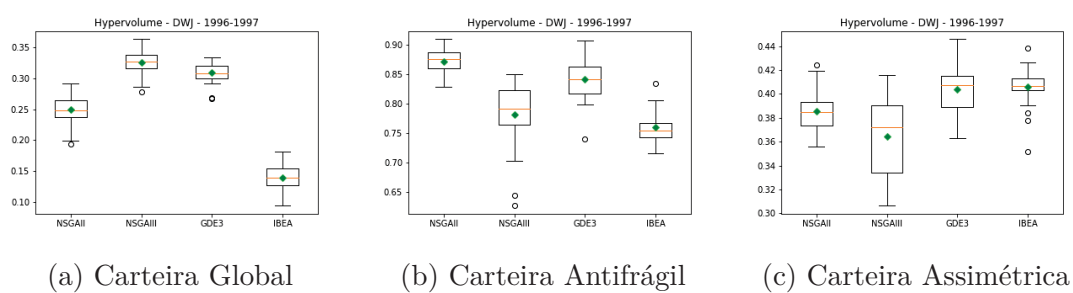 Hypervolume - DWJ - 1996-1997
0.35
0.30
0.25
0.20
0.15
0.10
NSGAII NSGAIII GDE3 IBEA
(a) Carteira Global
Hypervolume - DWJ - 1996-1997
0.90
0.85
0.80
0.75
0.70
0.65
NSGAII NSGAIII GDE3 IBEA
(b) Carteira Antifrágil
Hypervolume - DWJ - 1996-1997
0.44
0.42
0.40
0.38
0.36
0.34
0.32
0.30
NSGAII NSGAIII GDE3 IBEA
(c) Carteira Assimétrica